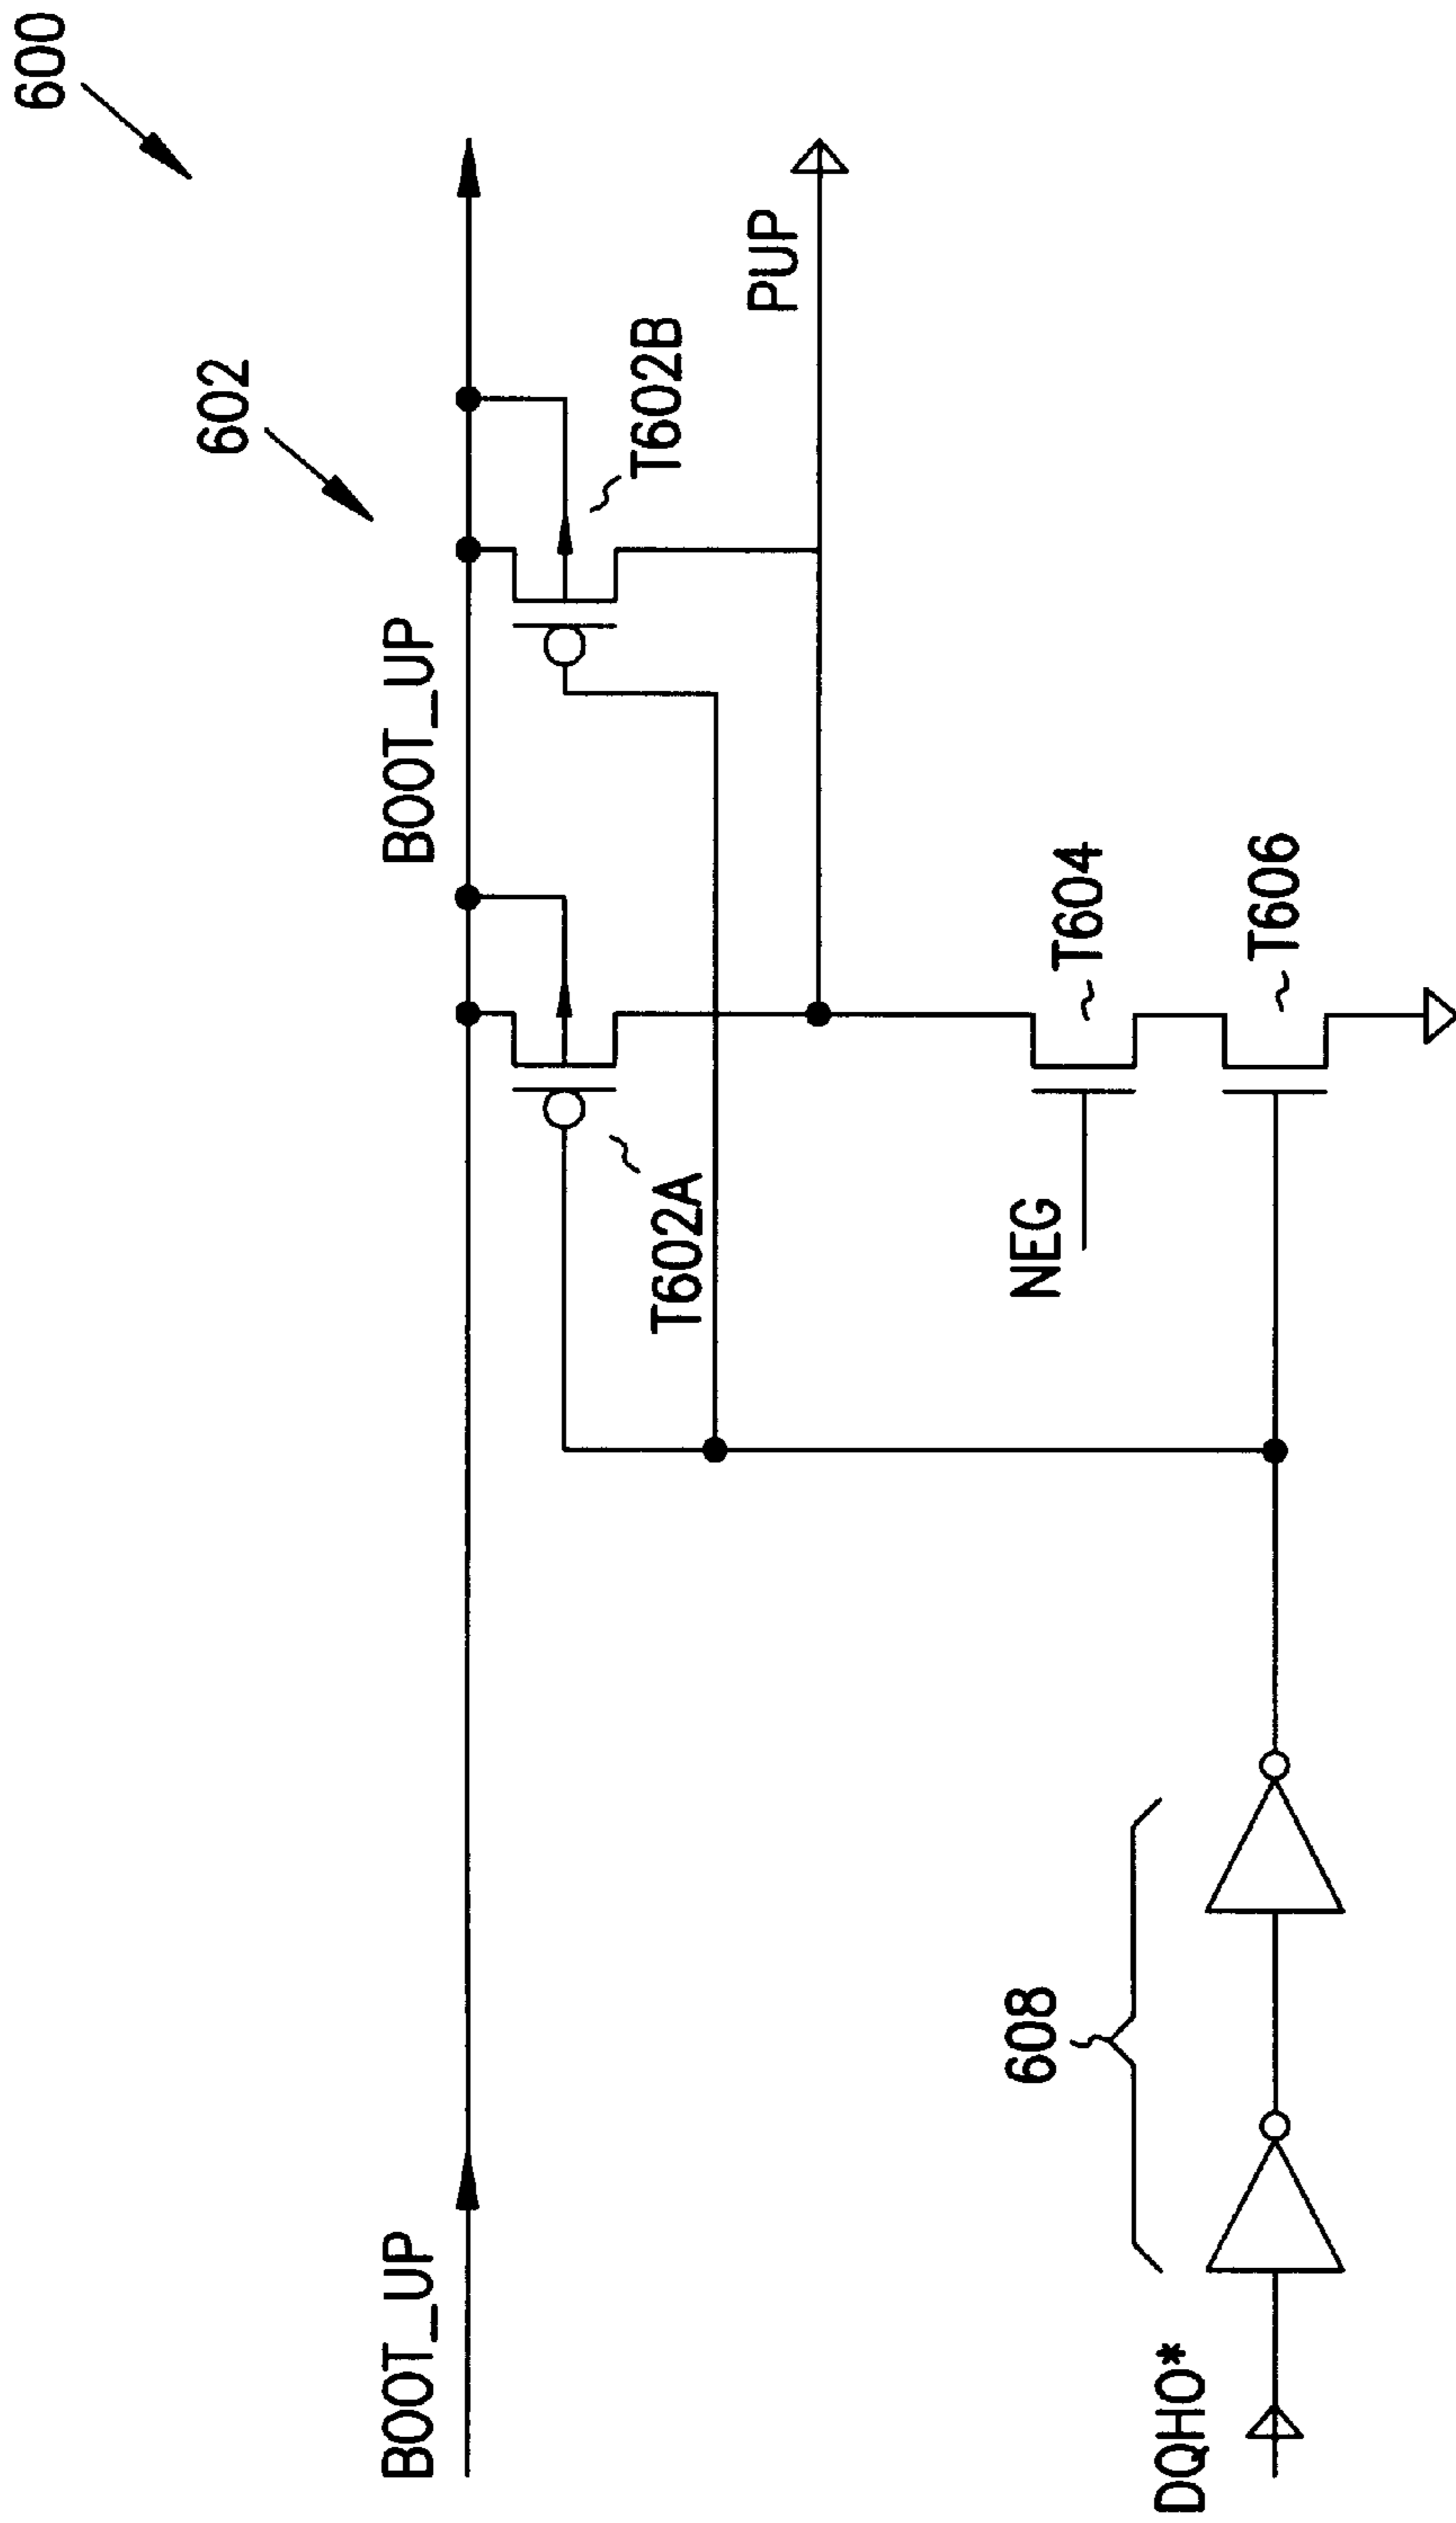 600
602
BOOT_UP
BOOT_UP
T602B
PUP
T602A
T604
NEG
T606
608
DQHO*